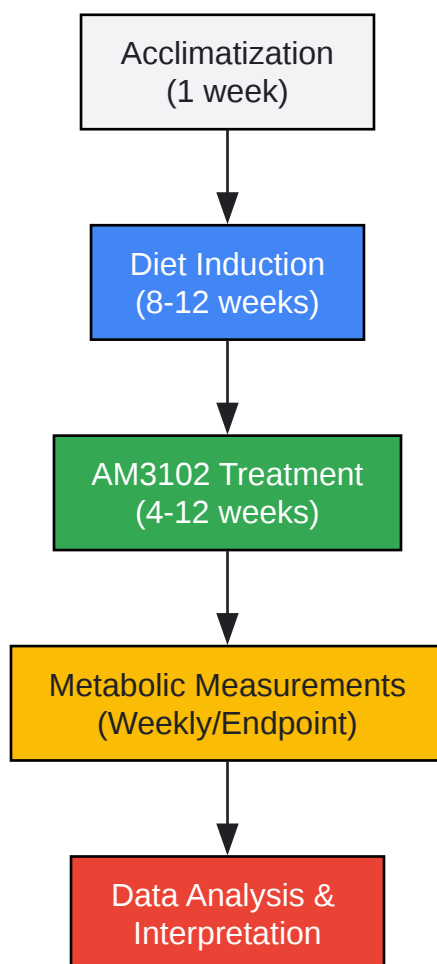 Acclimatization
(1 week)
Diet Induction
(8-12 weeks)
AM3102 Treatment
(4-12 weeks)
Metabolic Measurements
(Weekly/Endpoint)
Data Analysis &
Interpretation